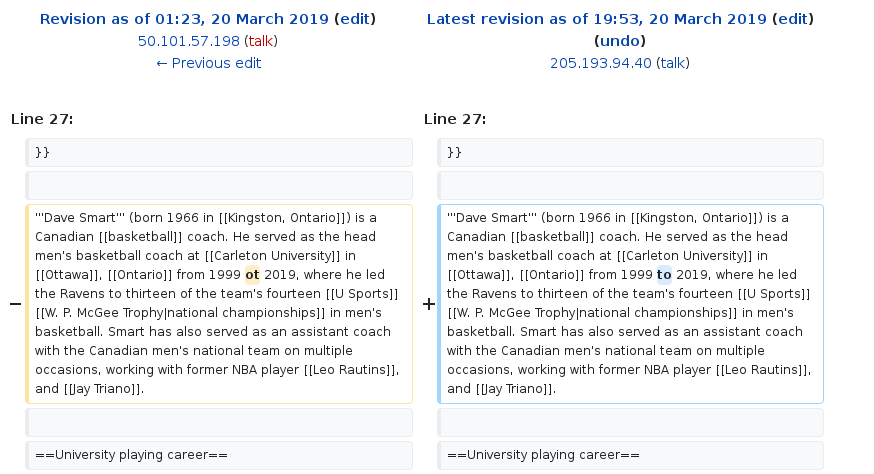 Revision as of 01:23, 20 March 2019 (edit)
50.101.57.198 (talk)
← Previous edit
Latest revision as of 19:53, 20 March 2019 (edit)
(undo)
205.193.94.40 (talk)
Line 27:
}}
'''Dave Smart''' (born 1966 in [[Kingston, Ontario]]) is a
Canadian [[basketball]] coach. He served as the head
men's basketball coach at [[Carleton University]] in
[[Ottawa]], [[Ontario]] from 1999 ot 2019, where he led
the Ravens to thirteen of the team's fourteen [[U Sports]]
− [[W. P. McGee Trophy|national championships]] in men's
basketball. Smart has also served as an assistant coach
with the Canadian men's national team on multiple
occasions, working with former NBA player [[Leo Rautins]],
and [[Jay Triano]].
==University playing career==
Line 27:
}}
'''Dave Smart''' (born 1966 in [[Kingston, Ontario]]) is a
Canadian [[basketball]] coach. He served as the head
men's basketball coach at [[Carleton University]] in
[[Ottawa]], [[Ontario]] from 1999 to 2019, where he led
the Ravens to thirteen of the team's fourteen [[U Sports]]
+ [[W. P. McGee Trophy|national championships]] in men's
basketball. Smart has also served as an assistant coach
with the Canadian men's national team on multiple
occasions, working with former NBA player [[Leo Rautins]],
and [[Jay Triano]].
==University playing career==